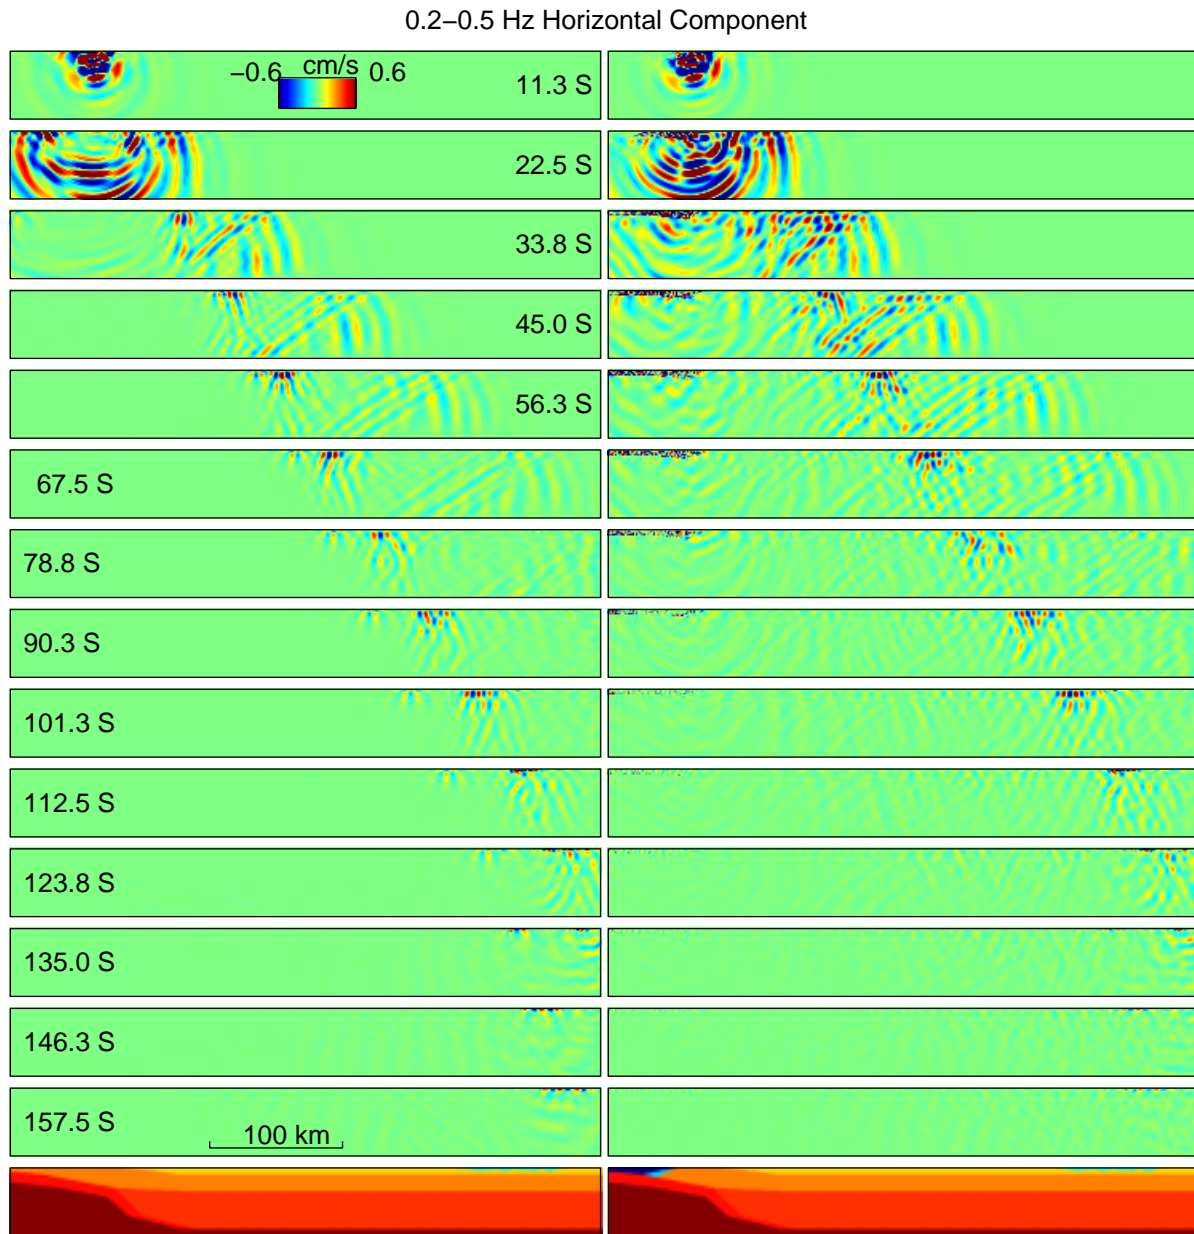 0.2−0.5 Hz Horizontal Component
−0.6 cm/s 0.6
11.3 S
22.5 S
33.8 S
45.0 S
56.3 S
67.5 S
78.8 S
90.3 S
101.3 S
112.5 S
123.8 S
135.0 S
146.3 S
157.5 S
100 km